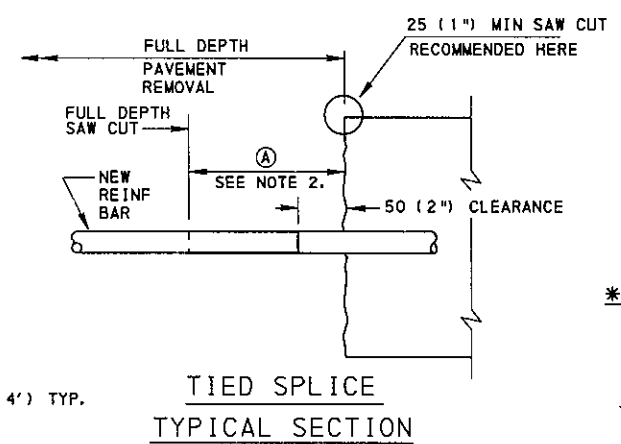 25 (1") MIN SAW CUT
RECOMMENDED HERE
FULL DEPTH
PAVEMENT
REMOVAL
FULL DEPTH
SAW CUT
A
SEE NOTE 2.
NEW
REINF
BAR
50 (2") CLEARANCE
*
4') TYP.
TIED SPLICE
TYPICAL SECTION